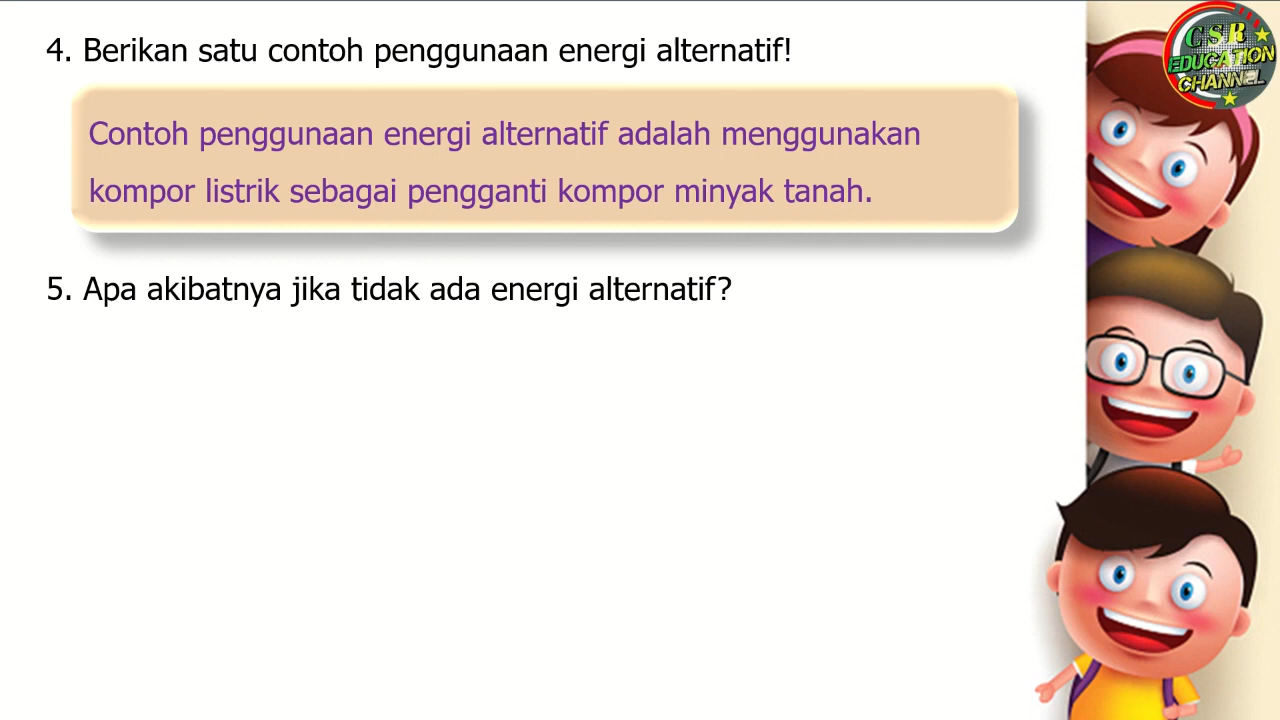 4. Berikan satu contoh penggunaan energi alternatif!
Contoh penggunaan energi alternatif adalah menggunakan
kompor listrik sebagai pengganti kompor minyak tanah.
5. Apa akibatnya jika tidak ada energi alternatif?
CSR
EDUCATION
CHANNEL